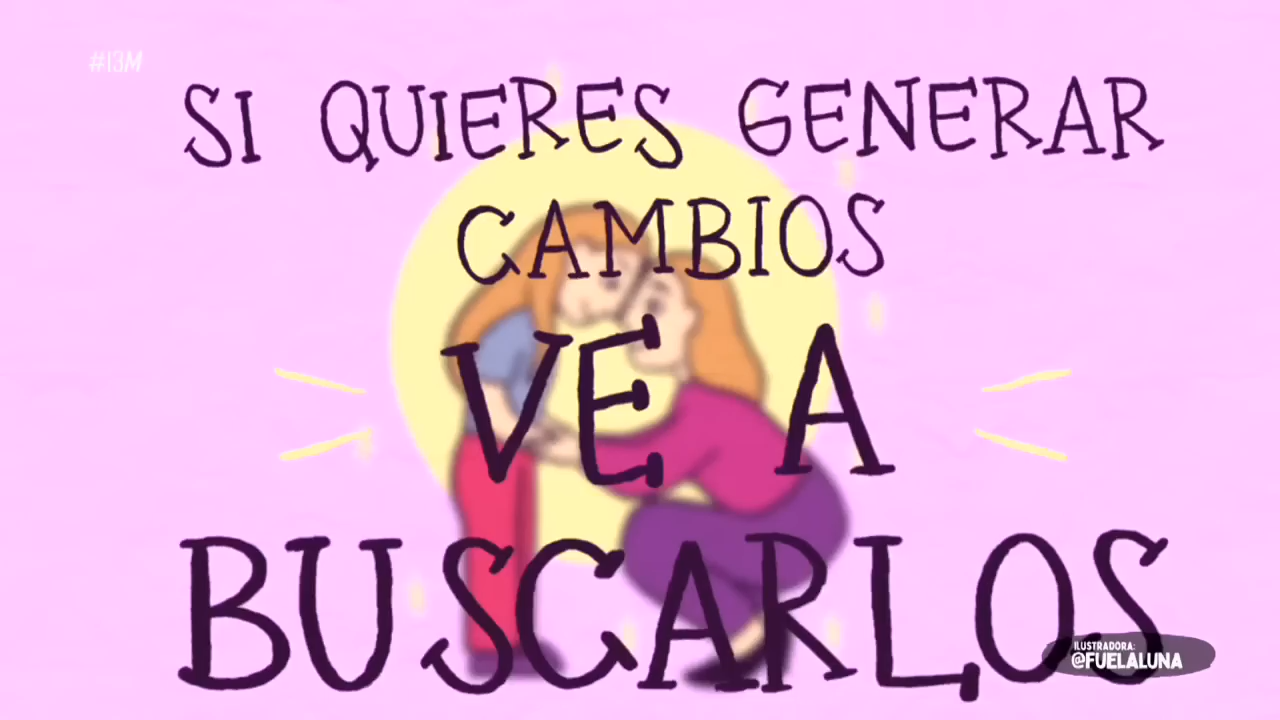 #13M
SI QUIERES GENERAR
CAMBIOS
VE A
BUSCARLOS
ILUSTRADORA:
@FUELALUNA